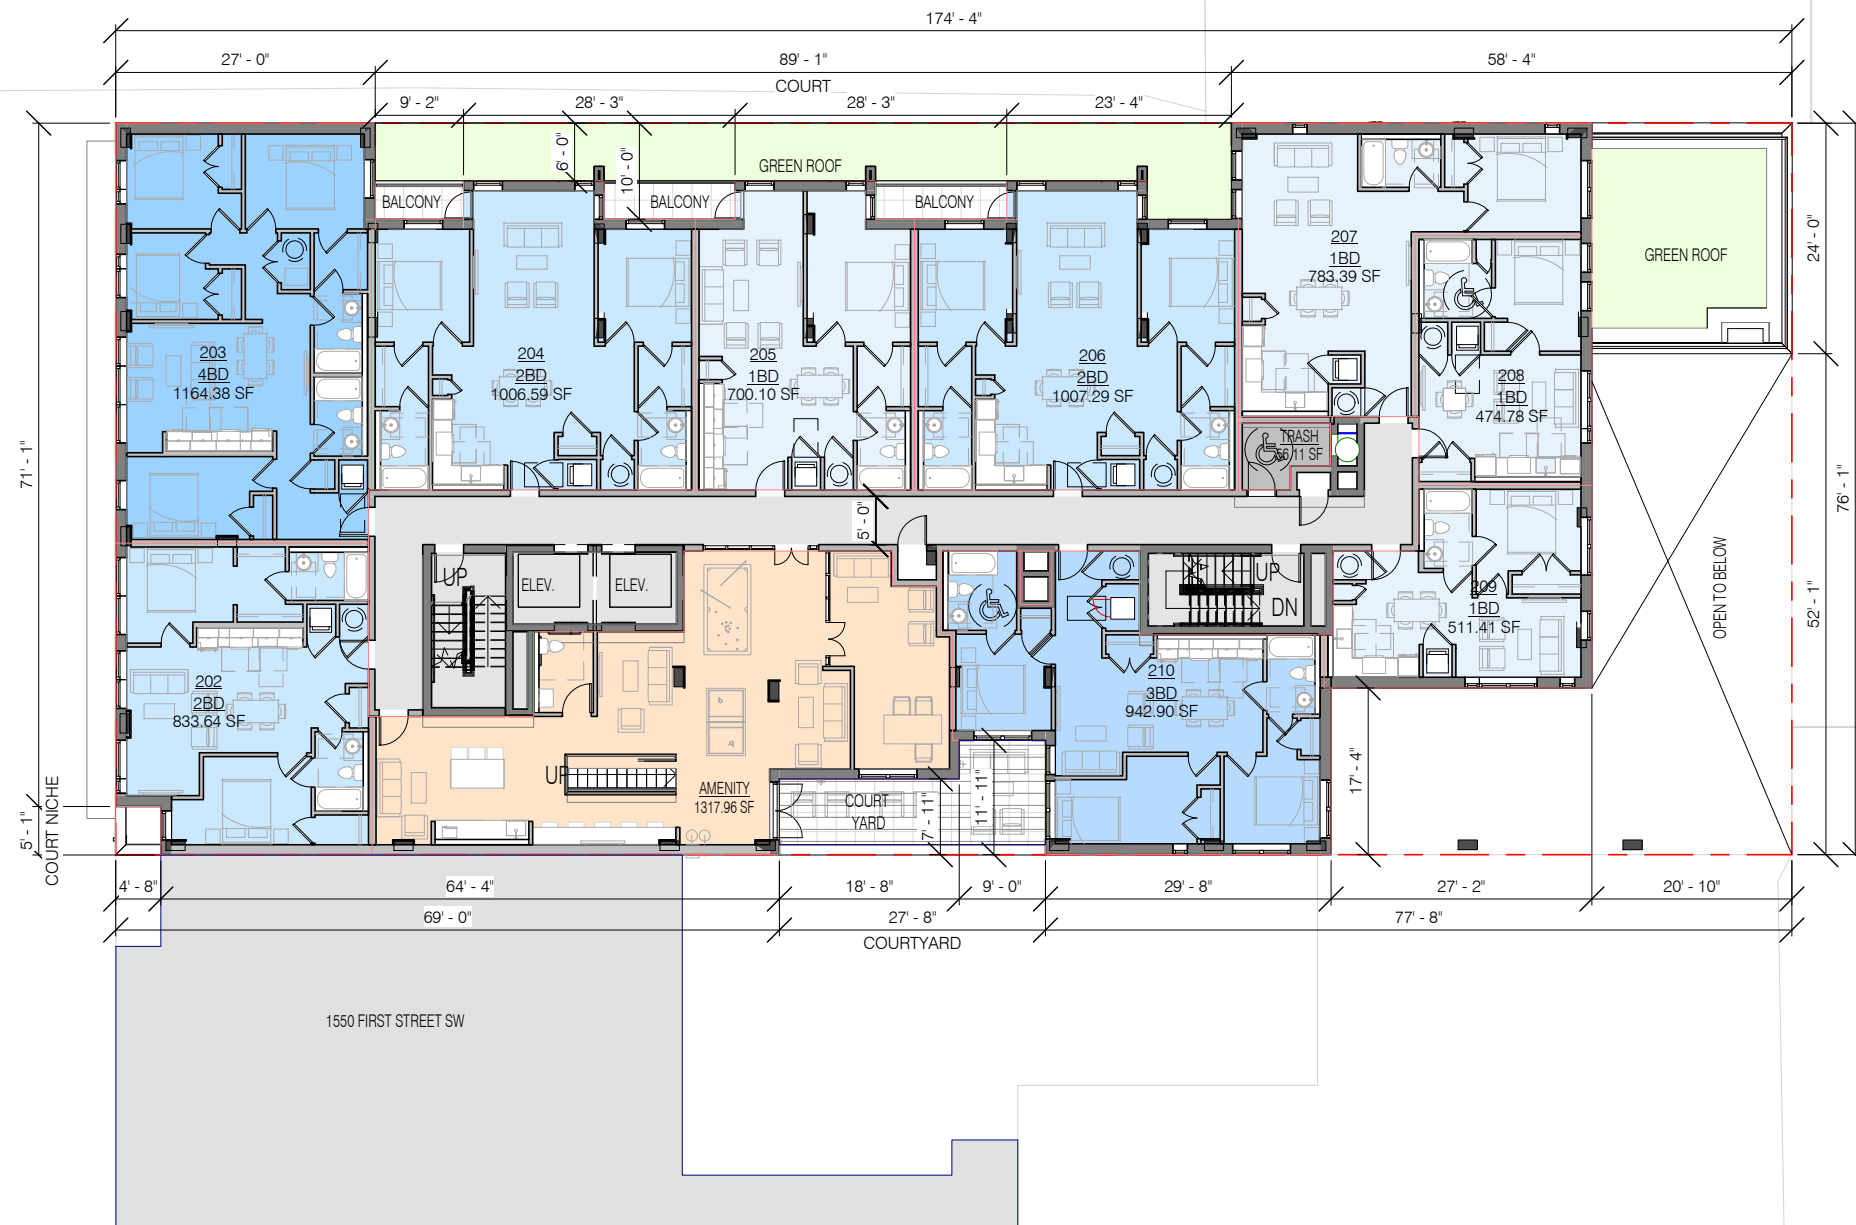 174' - 4"
27' - 0"
89' - 1"
58' - 4"
COURT
9' - 2"
28' - 3"
28' - 3"
23' - 4"
6' - 0"
10' - 0"
GREEN ROOF
BALCONY
BALCONY
BALCONY
GREEN ROOF
24' - 0"
207
1BD
783.39 SF
203
4BD
1164.38 SF
204
2BD
1006.59 SF
205
1BD
700.10 SF
206
2BD
1007.29 SF
208
1BD
474.78 SF
TRASH
56.11 SF
71' - 1"
76' - 1"
5' - 0"
UP
ELEV.
ELEV.
UP
DN
209
1BD
511.41 SF
OPEN TO BELOW
52' - 1"
202
2BD
833.64 SF
210
3BD
942.90 SF
UP
AMENITY
1317.96 SF
COURT
YARD
7' - 11"
11' - 11"
17' - 4"
5' - 1"
COURT NICHE
4' - 8"
64' - 4"
18' - 8"
9' - 0"
29' - 8"
27' - 2"
20' - 10"
69' - 0"
27' - 8"
77' - 8"
COURTYARD
1550 FIRST STREET SW